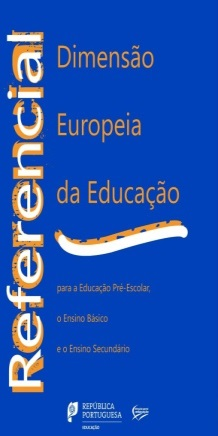 Referencial
Dimensão
Europeia
da Educação
para a Educação Pré-Escolar,
o Ensino Básico
e o Ensino Secundário
REPÚBLICA
PORTUGUESA
EDUCAÇÃO